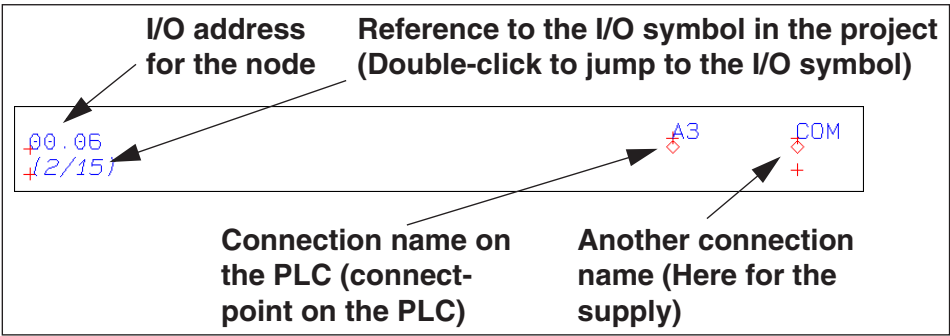 I/O address
for the node
Reference to the I/O symbol in the project
(Double-click to jump to the I/O symbol)
00.06
(2/15)
A3
COM
Connection name on
the PLC (connect-
point on the PLC)
Another connection
name (Here for the
supply)